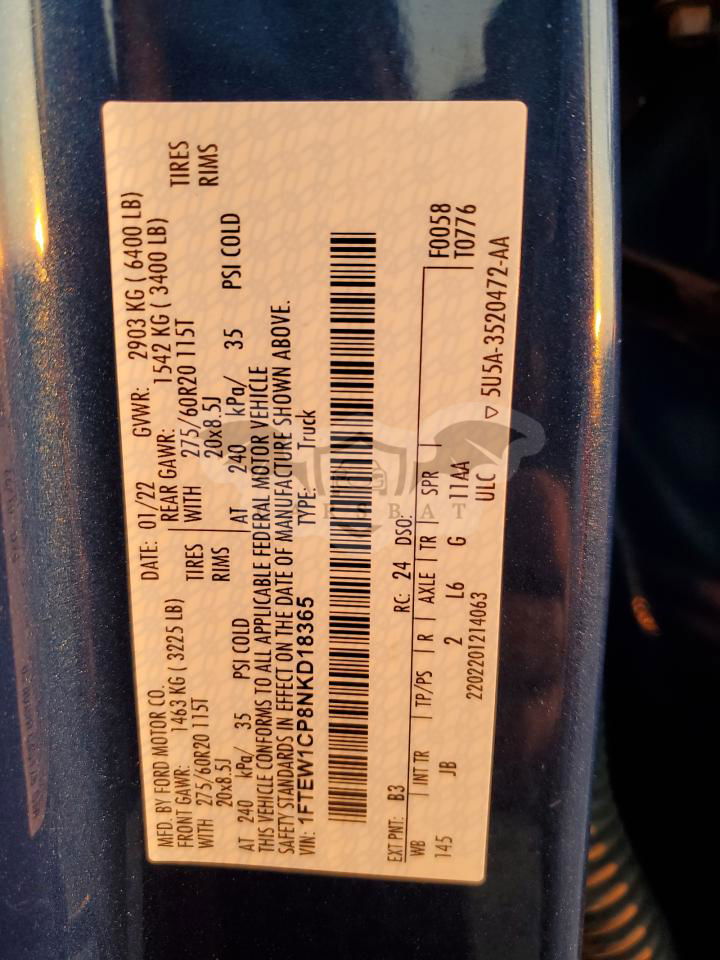 MFD. BY FORD MOTOR CO. DATE: 01/22 GVWR: 2903 KG ( 6400 LB)
FRONT GAWR: 1463 KG ( 3225 LB) REAR GAWR: 1542 KG ( 3400 LB)
WITH 275/60R20 115T TIRES WITH 275/60R20 115T TIRES
20x8.5J RIMS 20x8.5J RIMS
AT 240 kPa/ 35 PSI COLD AT 240 kPa/ 35 PSI COLD
THIS VEHICLE CONFORMS TO ALL APPLICABLE FEDERAL MOTOR VEHICLE
SAFETY STANDARDS IN EFFECT ON THE DATE OF MANUFACTURE SHOWN ABOVE.
VIN: 1FTEW1CP8NKD18365 TYPE: Truck
EXT PNT: B3 RC: 24 DSO: F0058
WB INT TR TP/PS R AXLE TR SPR T0776
145 JB 2 L6 G 11AA
2202201214063 ULC ▽ 5U5A-3520472-AA